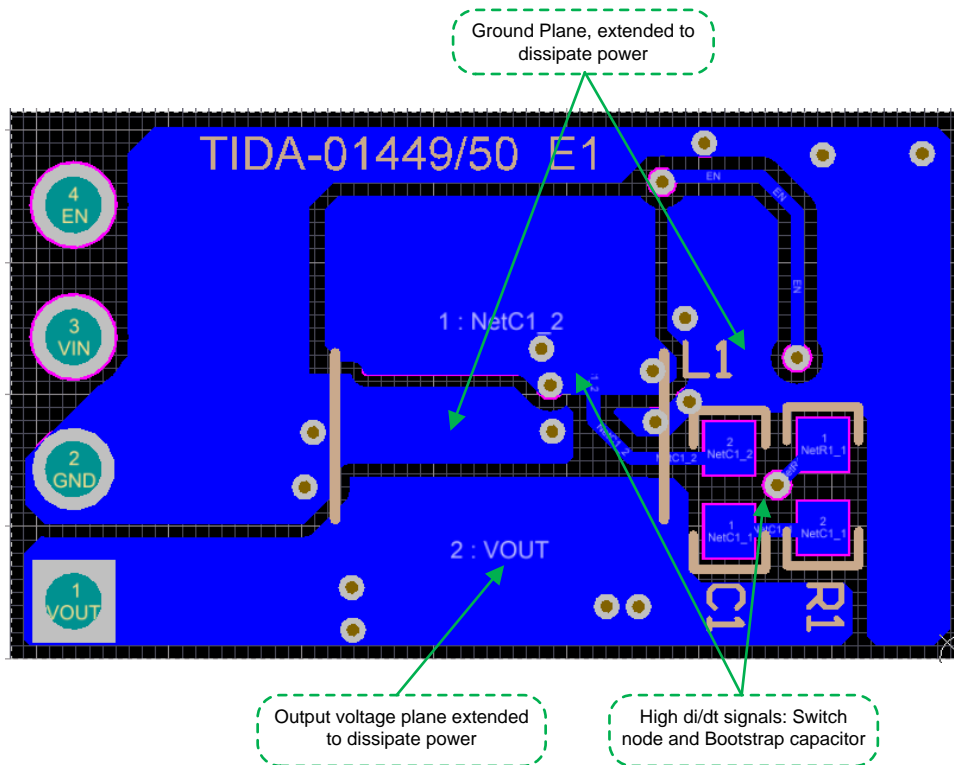 Ground Plane, extended to
dissipate power
TIDA-01449/50 E1
EN
EN
EN
4
EN
3
VIN
2
GND
1
VOUT
1 : NetC1_2
L1
NetC1_2
NetC1_2
2
NetC1_2
1
NetR1_1
1
NetC1_1
2
NetC1_1
2 : VOUT
C1
R1
Output voltage plane extended
to dissipate power
High di/dt signals: Switch
node and Bootstrap capacitor